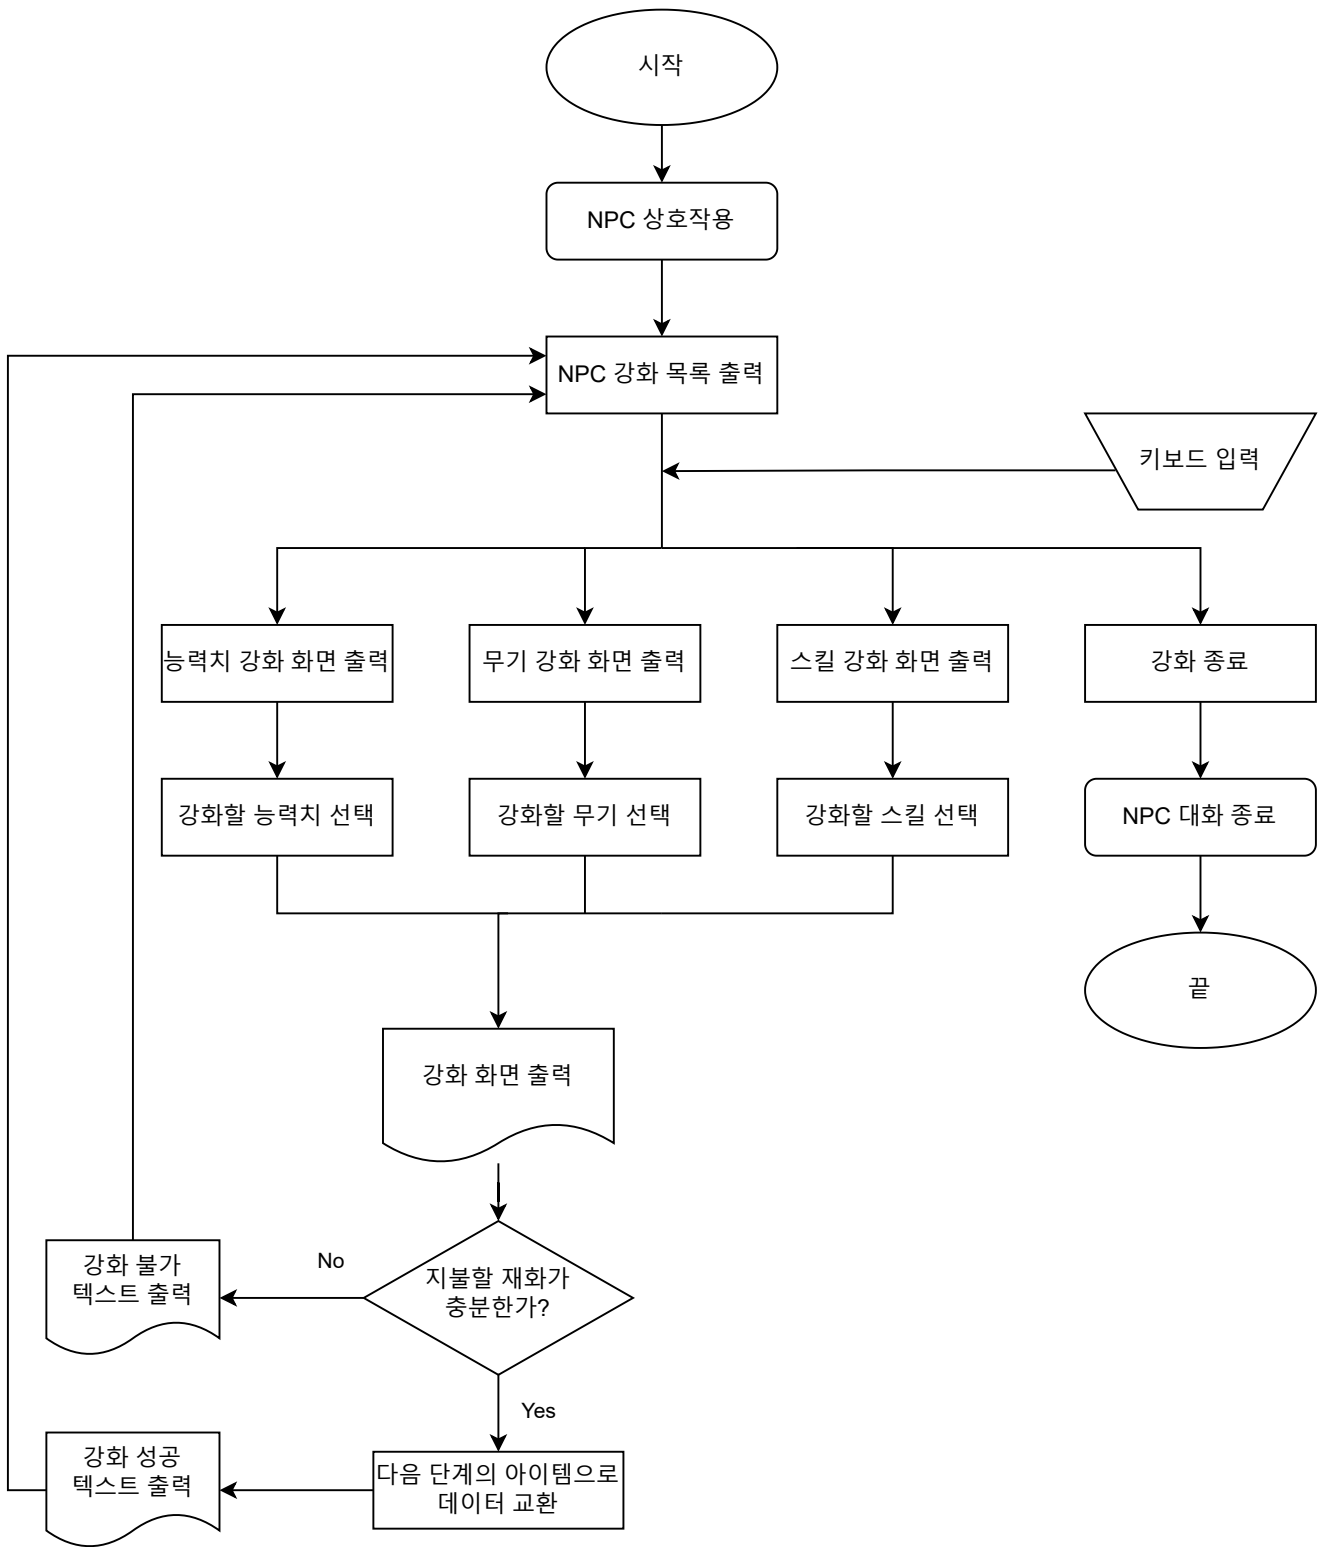 시작
NPC 상호작용
NPC 강화 목록 출력
키보드 입력
능력치 강화 화면 출력
무기 강화 화면 출력
스킬 강화 화면 출력
강화 종료
강화할 능력치 선택
강화할 무기 선택
강화할 스킬 선택
NPC 대화 종료
끝
강화 화면 출력
No
강화 불가
텍스트 출력
지불할 재화가
충분한가?
Yes
강화 성공
텍스트 출력
다음 단계의 아이템으로
데이터 교환